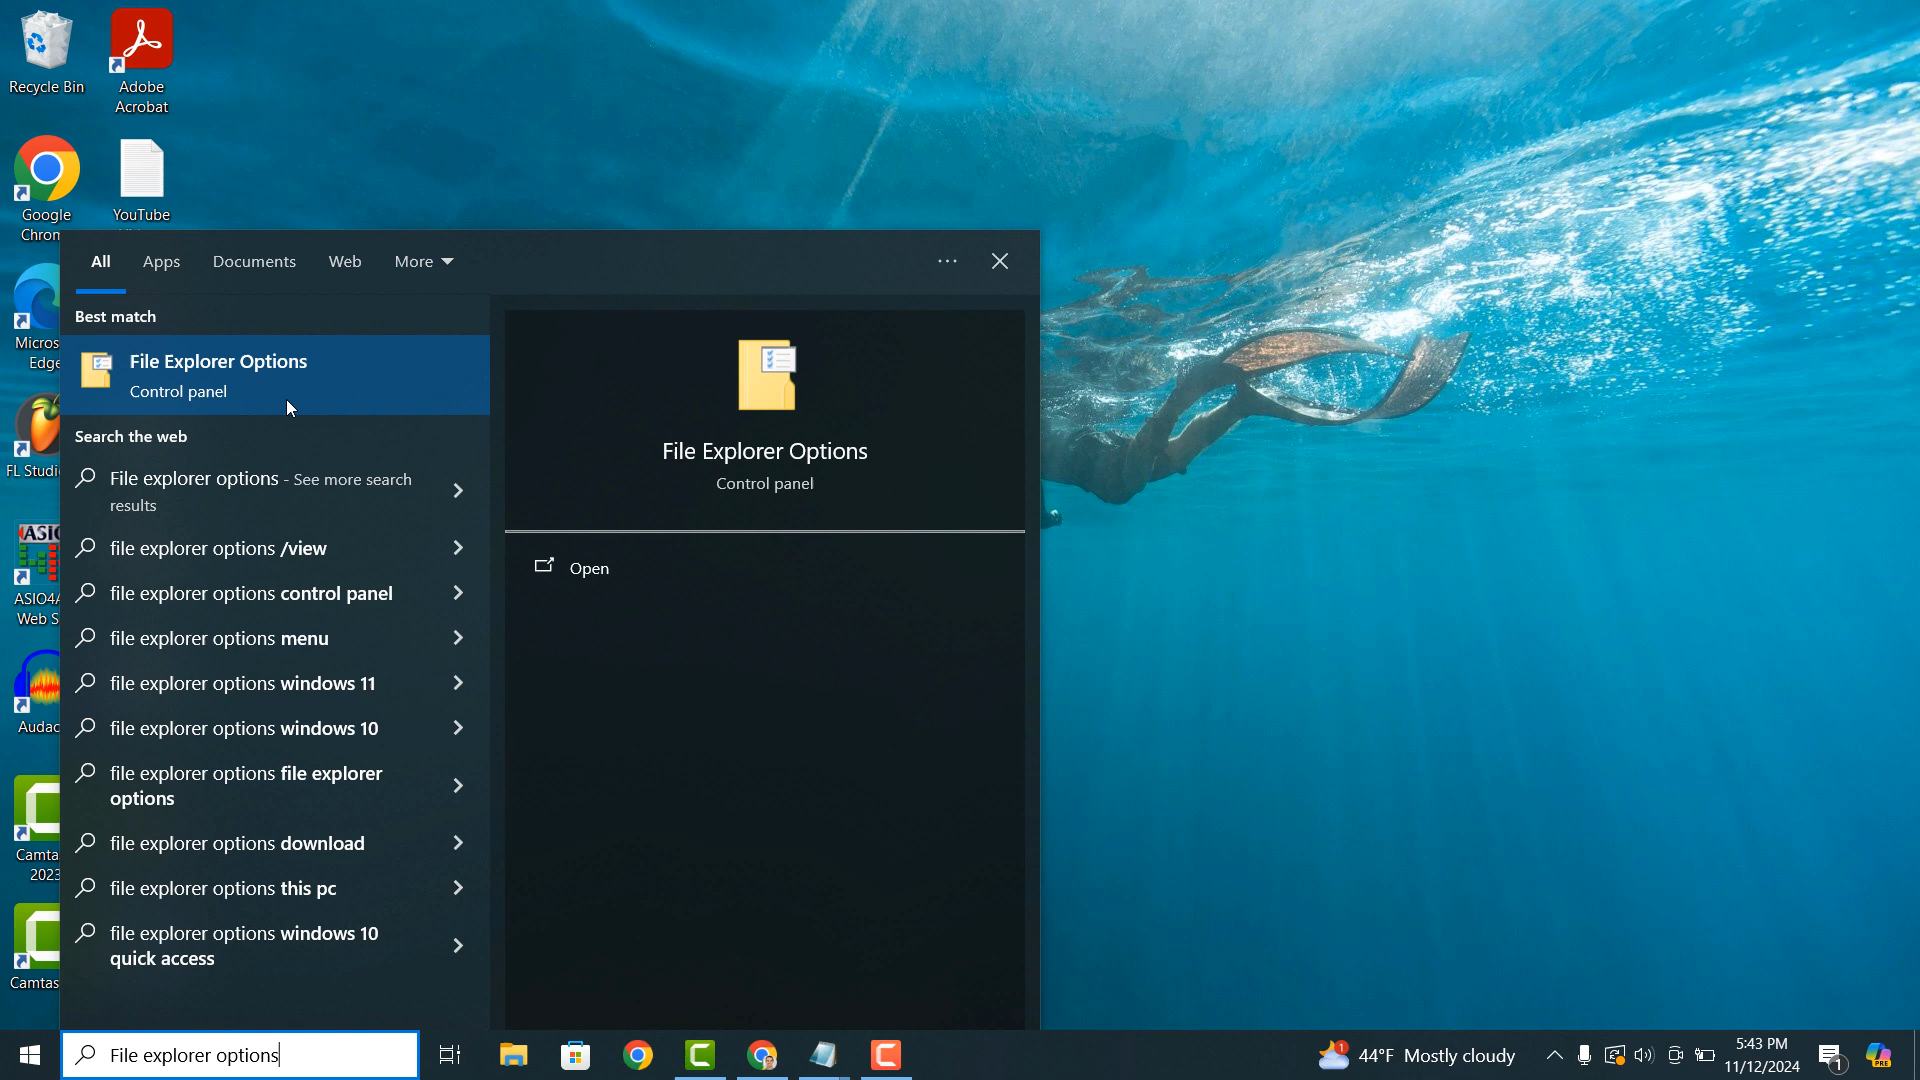 Recycle Bin
Adobe
Acrobat
Google
Chrom
YouTube
Micros
Edge
FL Studi
ASIO4A
Web S
Audac
Camta
2023
Camtas
All
Apps
Documents
Web
More
Best match
File Explorer Options
Control panel
Search the web
File explorer options - See more search
results
file explorer options /view
file explorer options control panel
file explorer options menu
file explorer options windows 11
file explorer options windows 10
file explorer options file explorer
options
file explorer options download
file explorer options this pc
file explorer options windows 10
quick access
File Explorer Options
Control panel
Open
File explorer options
1
44°F Mostly cloudy
5:43 PM
11/12/2024
1
PRE